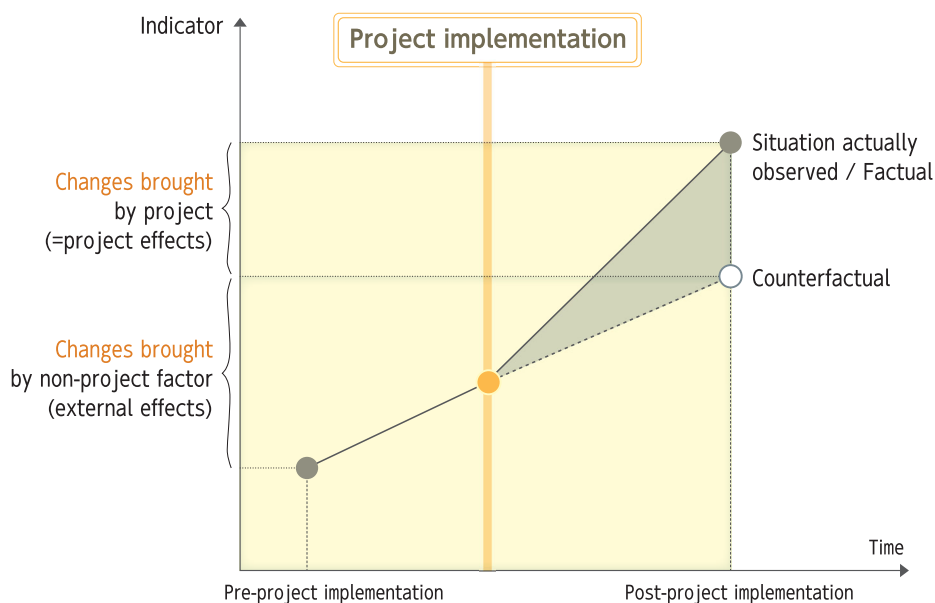 Indicator
Project implementation
Situation actually
observed / Factual
Changes brought
by project
(=project effects)
Counterfactual
Changes brought
by non-project factor
(external effects)
Time
Pre-project implementation
Post-project implementation